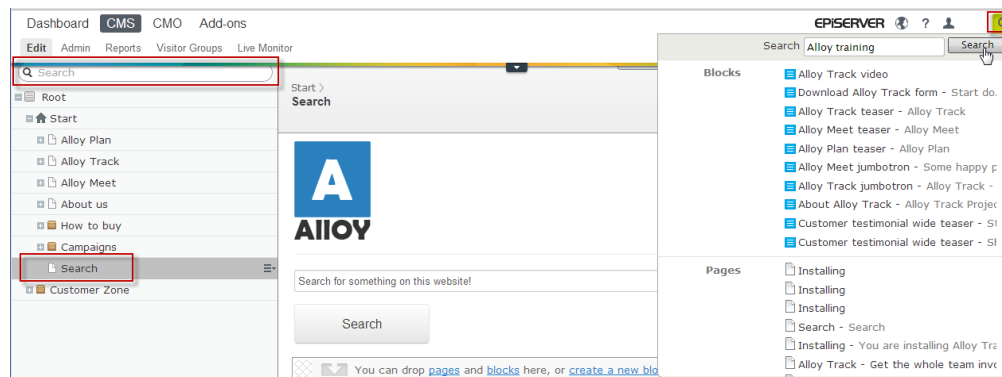 Dashboard CMS CMO Add-ons EPiSERVER ?
Edit Admin Reports Visitor Groups Live Monitor
Search Alloy training Search
Search
Root
Start
Alloy Plan
Alloy Track
Alloy Meet
About us
How to buy
Campaigns
Search
Customer Zone
Start >
Search
A
Alloy
Search for something on this website!
Search
You can drop pages and blocks here, or create a new blo
Blocks
Alloy Track video
Download Alloy Track form - Start do.
Alloy Track teaser - Alloy Track
Alloy Meet teaser - Alloy Meet
Alloy Plan teaser - Alloy Plan
Alloy Meet jumbotron - Some happy p
Alloy Track jumbotron - Alloy Track -
About Alloy Track - Alloy Track Projec
Customer testimonial wide teaser - St
Customer testimonial wide teaser - Sl
Pages
Installing
Installing
Installing
Search - Search
Installing - You are installing Alloy Tra
Alloy Track - Get the whole team invo